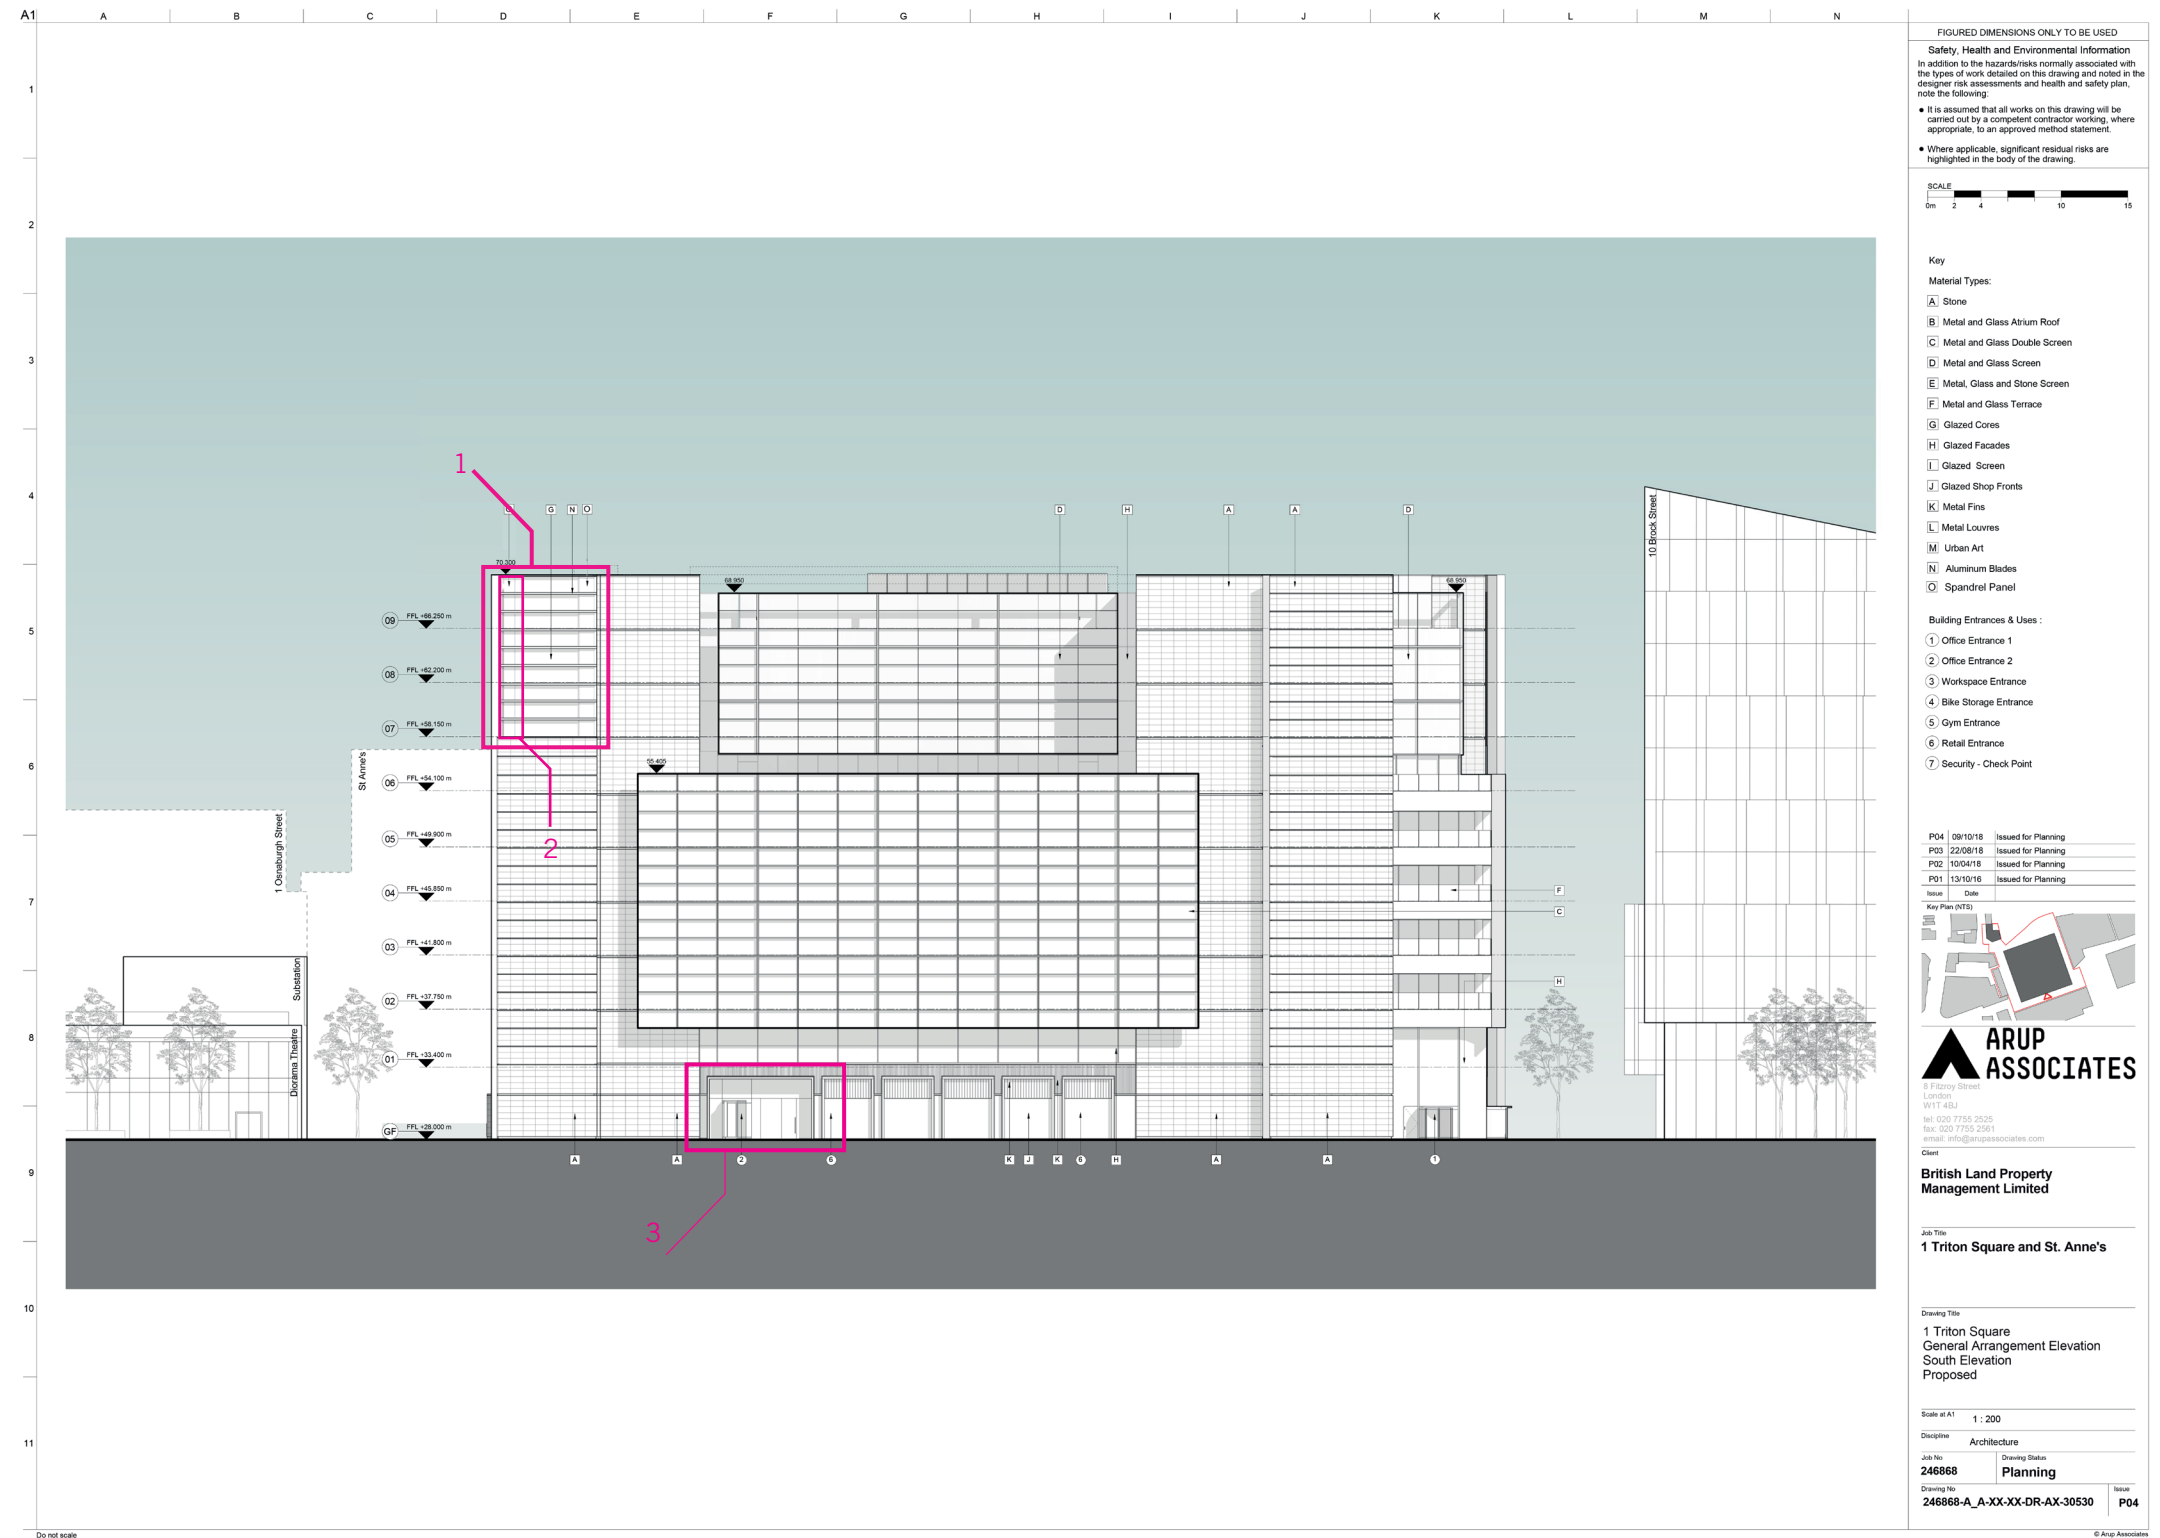 A1
A B C D E F G H I J K L M N
1
2
3
4
5
6
7
8
9
10
11
1
G N O D H A A D
70.300
68.950
68.950
09 FFL +66.250 m
08 FFL +62.200 m
07 FFL +58.150 m
55.405
06 FFL +54.100 m
05 FFL +49.900 m
2
04 FFL +45.850 m
F
C
03 FFL +41.800 m
H
02 FFL +37.750 m
01 FFL +33.400 m
GF FFL +28.000 m
A A 2 6 K J K 6 H A A 1
3
1 Osnaburgh Street
St Anne's
Substation
Diorama Theatre
10 Brock Street
FIGURED DIMENSIONS ONLY TO BE USED
Safety, Health and Environmental Information
In addition to the hazards/risks normally associated with
the types of work detailed on this drawing and noted in the
designer risk assessments and health and safety plan,
note the following:
● It is assumed that all works on this drawing will be
carried out by a competent contractor working, where
appropriate, to an approved method statement.
● Where applicable, significant residual risks are
highlighted in the body of the drawing.
SCALE
0m 2 4 10 15
Key
Material Types:
A Stone
B Metal and Glass Atrium Roof
C Metal and Glass Double Screen
D Metal and Glass Screen
E Metal, Glass and Stone Screen
F Metal and Glass Terrace
G Glazed Cores
H Glazed Facades
I Glazed Screen
J Glazed Shop Fronts
K Metal Fins
L Metal Louvres
M Urban Art
N Aluminum Blades
O Spandrel Panel
Building Entrances & Uses :
1 Office Entrance 1
2 Office Entrance 2
3 Workspace Entrance
4 Bike Storage Entrance
5 Gym Entrance
6 Retail Entrance
7 Security - Check Point
P04 09/10/18 Issued for Planning
P03 22/08/18 Issued for Planning
P02 10/04/18 Issued for Planning
P01 13/10/16 Issued for Planning
Issue Date
Key Plan (NTS)
ARUP
ASSOCIATES
8 Fitzroy Street
London
W1T 4BJ
tel: 020 7755 2525
fax: 020 7755 2561
email: info@arupassociates.com
Client
British Land Property
Management Limited
Job Title
1 Triton Square and St. Anne's
Drawing Title
1 Triton Square
General Arrangement Elevation
South Elevation
Proposed
Scale at A1 1 : 200
Discipline
Architecture
Job No Drawing Status
246868 Planning
Drawing No Issue
246868-A_A-XX-XX-DR-AX-30530 P04
Do not scale
© Arup Associates